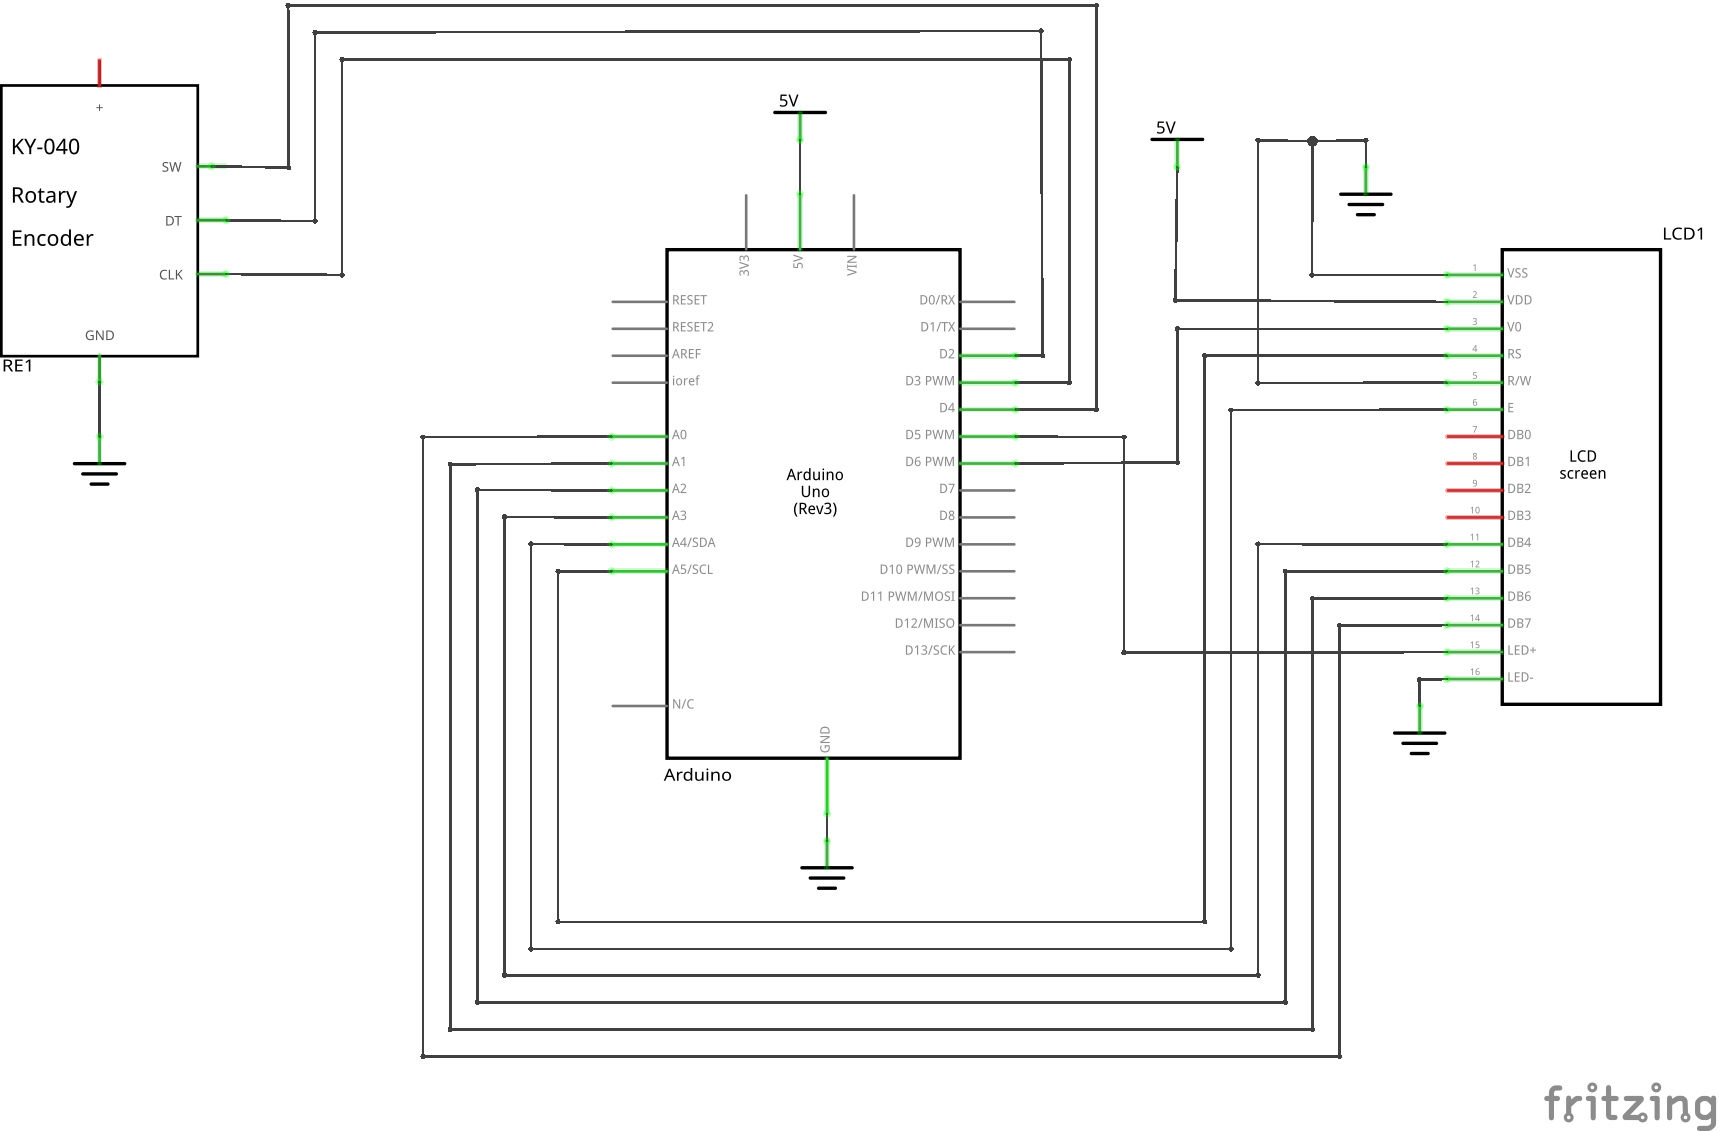 5V
5V
+
KY-040
Rotary
Encoder
SW
DT
CLK
GND
RE1
3V3
5V
VIN
RESET
RESET2
AREF
ioref
A0
A1
A2
A3
A4/SDA
A5/SCL
N/C
D0/RX
D1/TX
D2
D3 PWM
D4
D5 PWM
D6 PWM
D7
D8
D9 PWM
D10 PWM/SS
D11 PWM/MOSI
D12/MISO
D13/SCK
Arduino
Uno
(Rev3)
GND
Arduino
LCD1
1 VSS
2 VDD
3 V0
4 RS
5 R/W
6 E
7 DB0
8 DB1
9 DB2
10 DB3
11 DB4
12 DB5
13 DB6
14 DB7
15 LED+
16 LED-
LCD
screen
fritzing